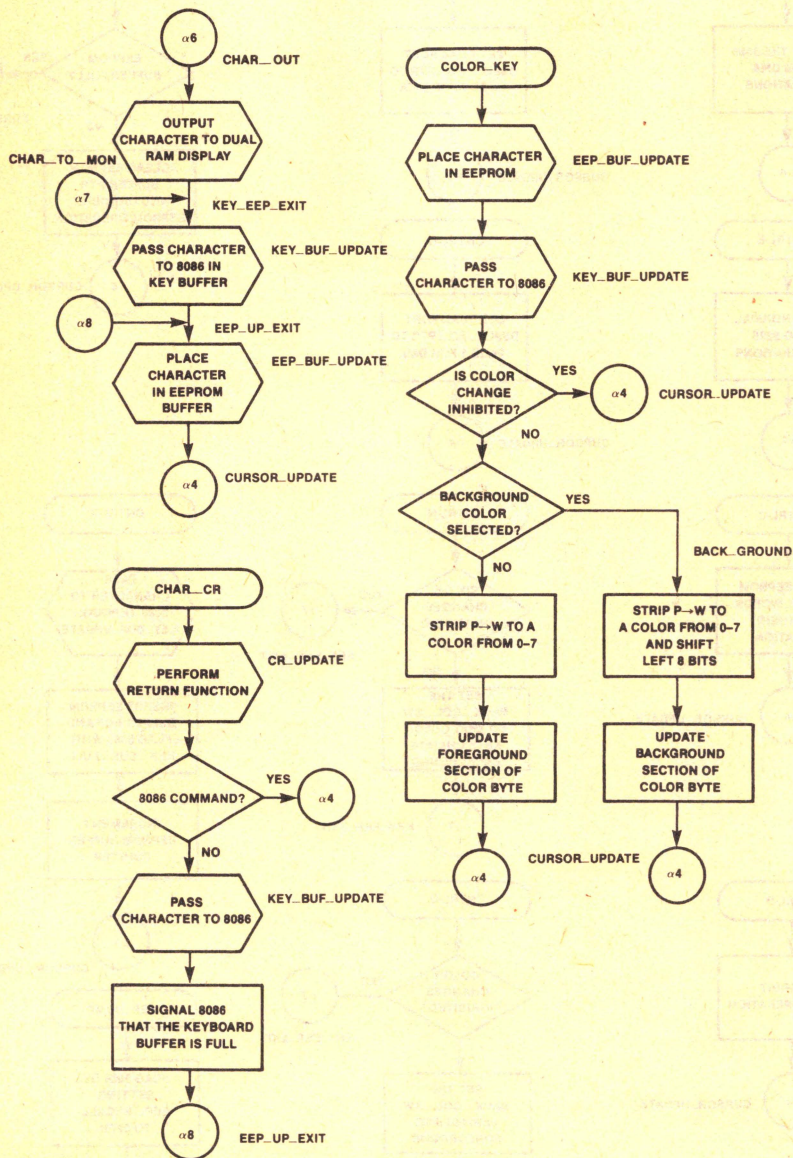 α6
CHAR__OUT
OUTPUT
CHARACTER TO DUAL
RAM DISPLAY
CHAR__TO__MON
α7
KEY_EEP_EXIT
PASS CHARACTER
TO 8086 IN
KEY BUFFER
KEY_BUF_UPDATE
α8
EEP_UP_EXIT
PLACE
CHARACTER
IN EEPROM
BUFFER
EEP_BUF_UPDATE
α4
CURSOR_UPDATE
CHAR__CR
PERFORM
RETURN FUNCTION
CR_UPDATE
8086 COMMAND?
YES
α4
NO
PASS
CHARACTER TO 8086
KEY_BUF_UPDATE
SIGNAL 8086
THAT THE KEYBOARD
BUFFER IS FULL
α8
EEP_UP_EXIT
COLOR_KEY
PLACE CHARACTER
IN EEPROM
EEP_BUF_UPDATE
PASS
CHARACTER TO 8086
KEY_BUF_UPDATE
IS COLOR
CHANGE
INHIBITED?
YES
α4
CURSOR_UPDATE
NO
BACKGROUND
COLOR
SELECTED?
YES
BACK_GROUND
NO
STRIP P→W TO A
COLOR FROM 0–7
STRIP P→W TO
A COLOR FROM 0–7
AND SHIFT
LEFT 8 BITS
UPDATE
FOREGROUND
SECTION OF
COLOR BYTE
UPDATE
BACKGROUND
SECTION OF
COLOR BYTE
α4
CURSOR_UPDATE
α4